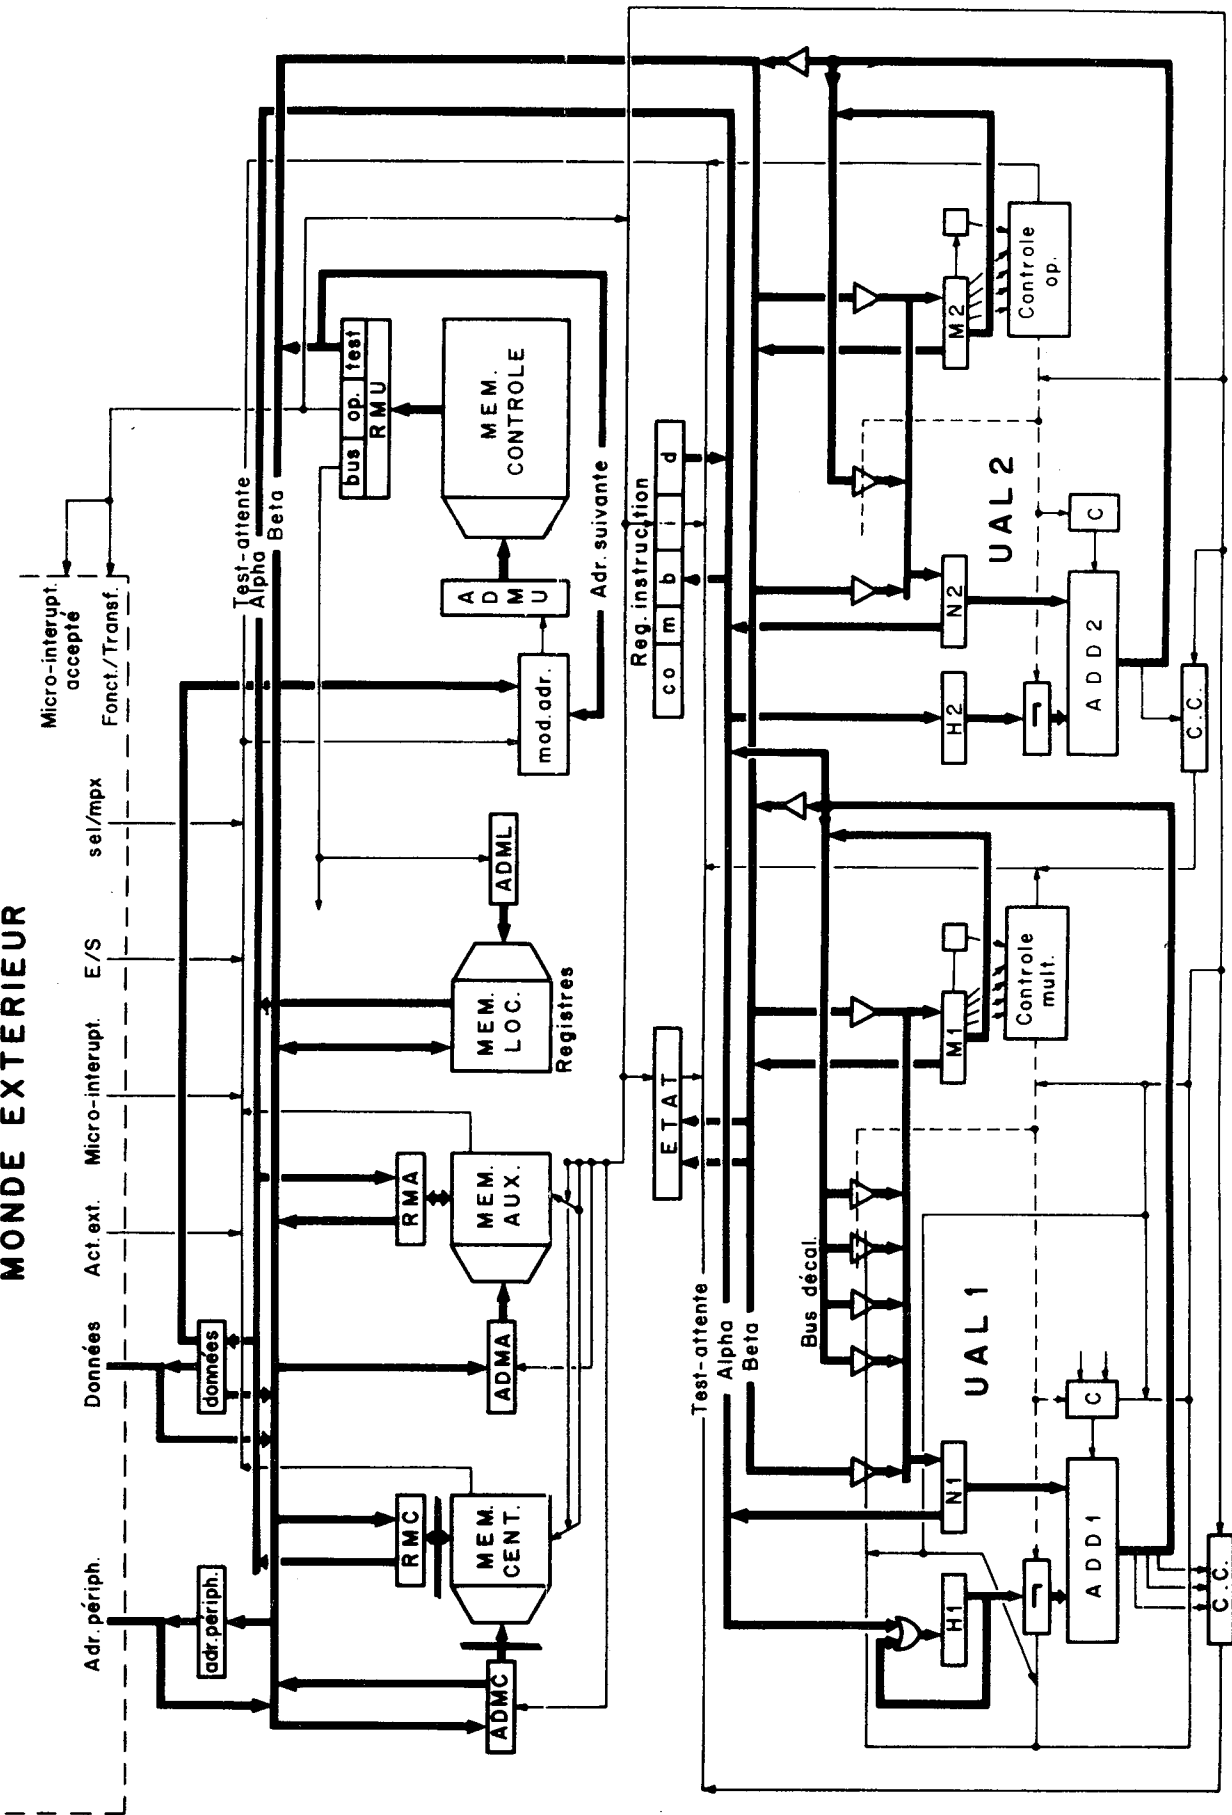 MONDE EXTERIEUR
Adr. périph.
Données
Act. ext.
Micro-interupt.
E/S
sel/mpx
Micro-interupt.
accepté
Fonct./Transf.
adr. périph.
données
Test-attente
Alpha
Beta
RMC
RMA
bus
op.
test
RMU
MEM.
CENT.
MEM.
AUX.
MEM.
LOC.
Registres
MEM.
CONTROLE
ADMC
ADMA
ADML
mod. adr.
ADMU
Adr. suivante
Reg. instruction
ETAT
co
m
b
i
d
Test-attente
Alpha
Beta
Bus décal.
H1
N1
M1
UAL 1
C
Controle
mult.
ADD1
C.C.
H2
N2
M2
UAL 2
C
Controle
op.
ADD2
C.C.